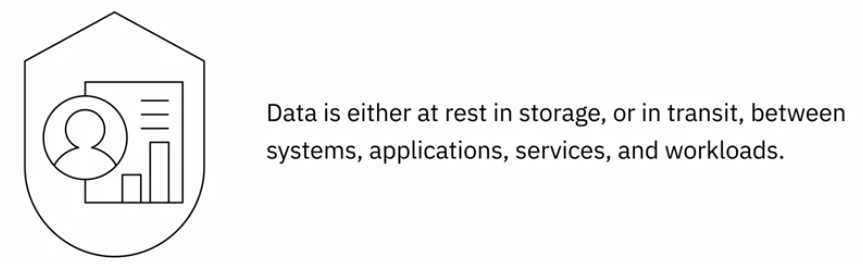 Data is either at rest in storage, or in transit, between
systems, applications, services, and workloads.